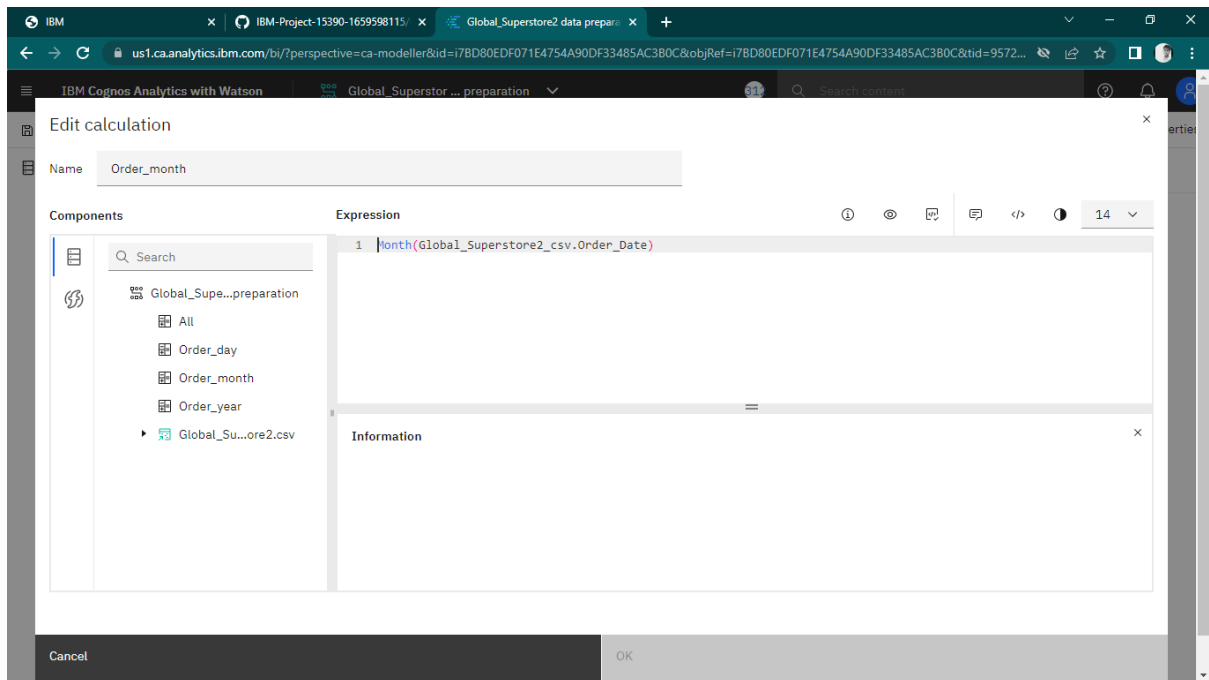 IBM
IBM-Project-15390-1659598115/
Global_Superstore2 data prepara
us1.ca.analytics.ibm.com/bi/?perspective=ca-modeller&id=i7BD80EDF071E4754A90DF33485AC3B0C&objRef=i7BD80EDF071E4754A90DF33485AC3B0C&tid=9572...
IBM Cognos Analytics with Watson
Global_Superstor ... preparation
31
Search content
Edit calculation
erties
Name
Order_month
Components
Expression
14
Search
1 Month(Global_Superstore2_csv.Order_Date)
Global_Supe...preparation
All
Order_day
Order_month
Order_year
Global_Su...ore2.csv
Information
Cancel
OK